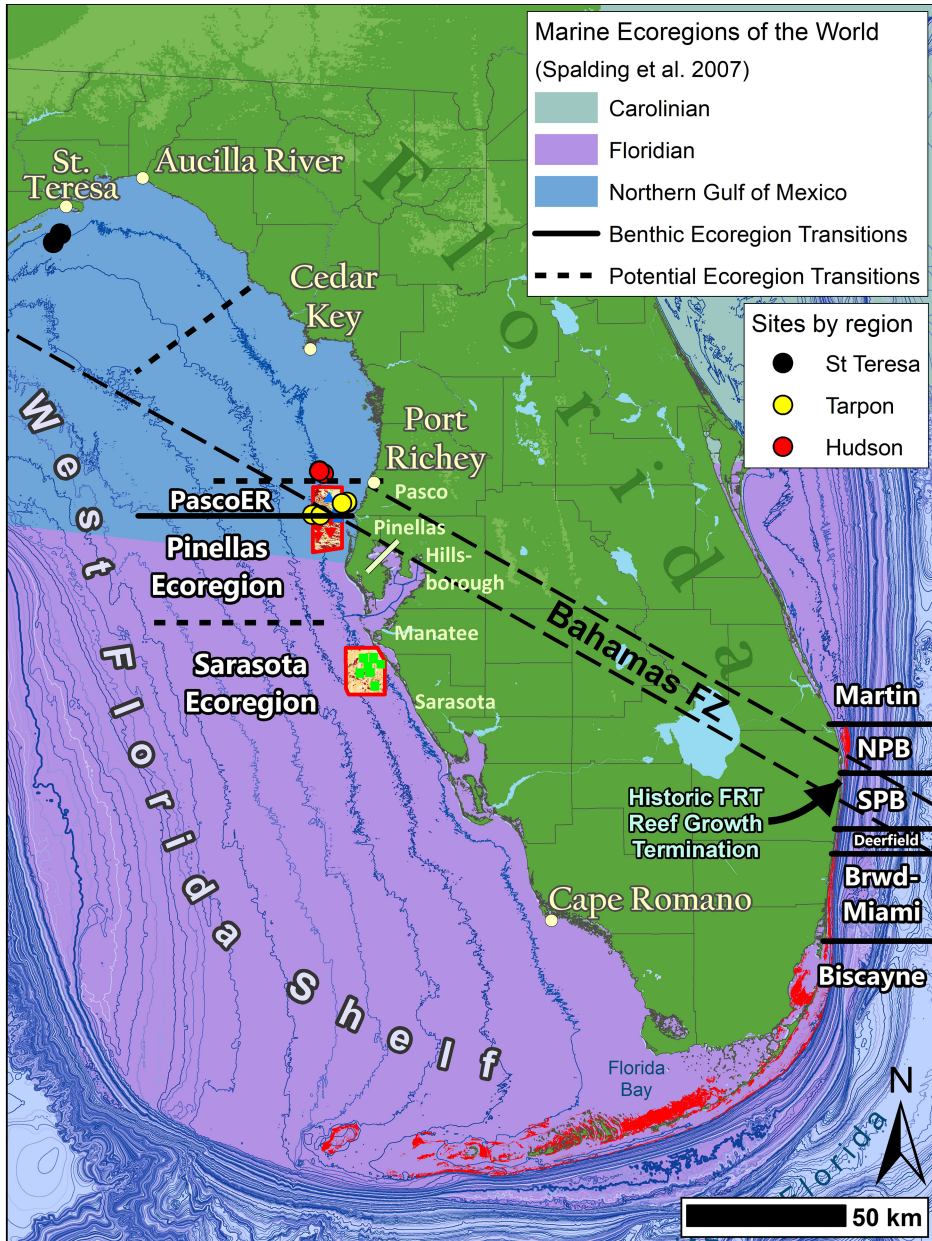 Marine Ecoregions of the World
(Spalding et al. 2007)
Carolinian
Floridian
Northern Gulf of Mexico
Benthic Ecoregion Transitions
Potential Ecoregion Transitions
Sites by region
St Teresa
Tarpon
Hudson
St.
Teresa
Aucilla River
Florida
Cedar
Key
Port
Richey
Pasco
PascoER
Pinellas
Pinellas
Ecoregion
Hills-
borough
Manatee
Sarasota
Ecoregion
Sarasota
West Florida Shelf
Bahamas FZ
Martin
NPB
SPB
Deerfield
Brwd-
Miami
Biscayne
Historic FRT
Reef Growth
Termination
Cape Romano
Florida
Bay
N
Florida
50 km